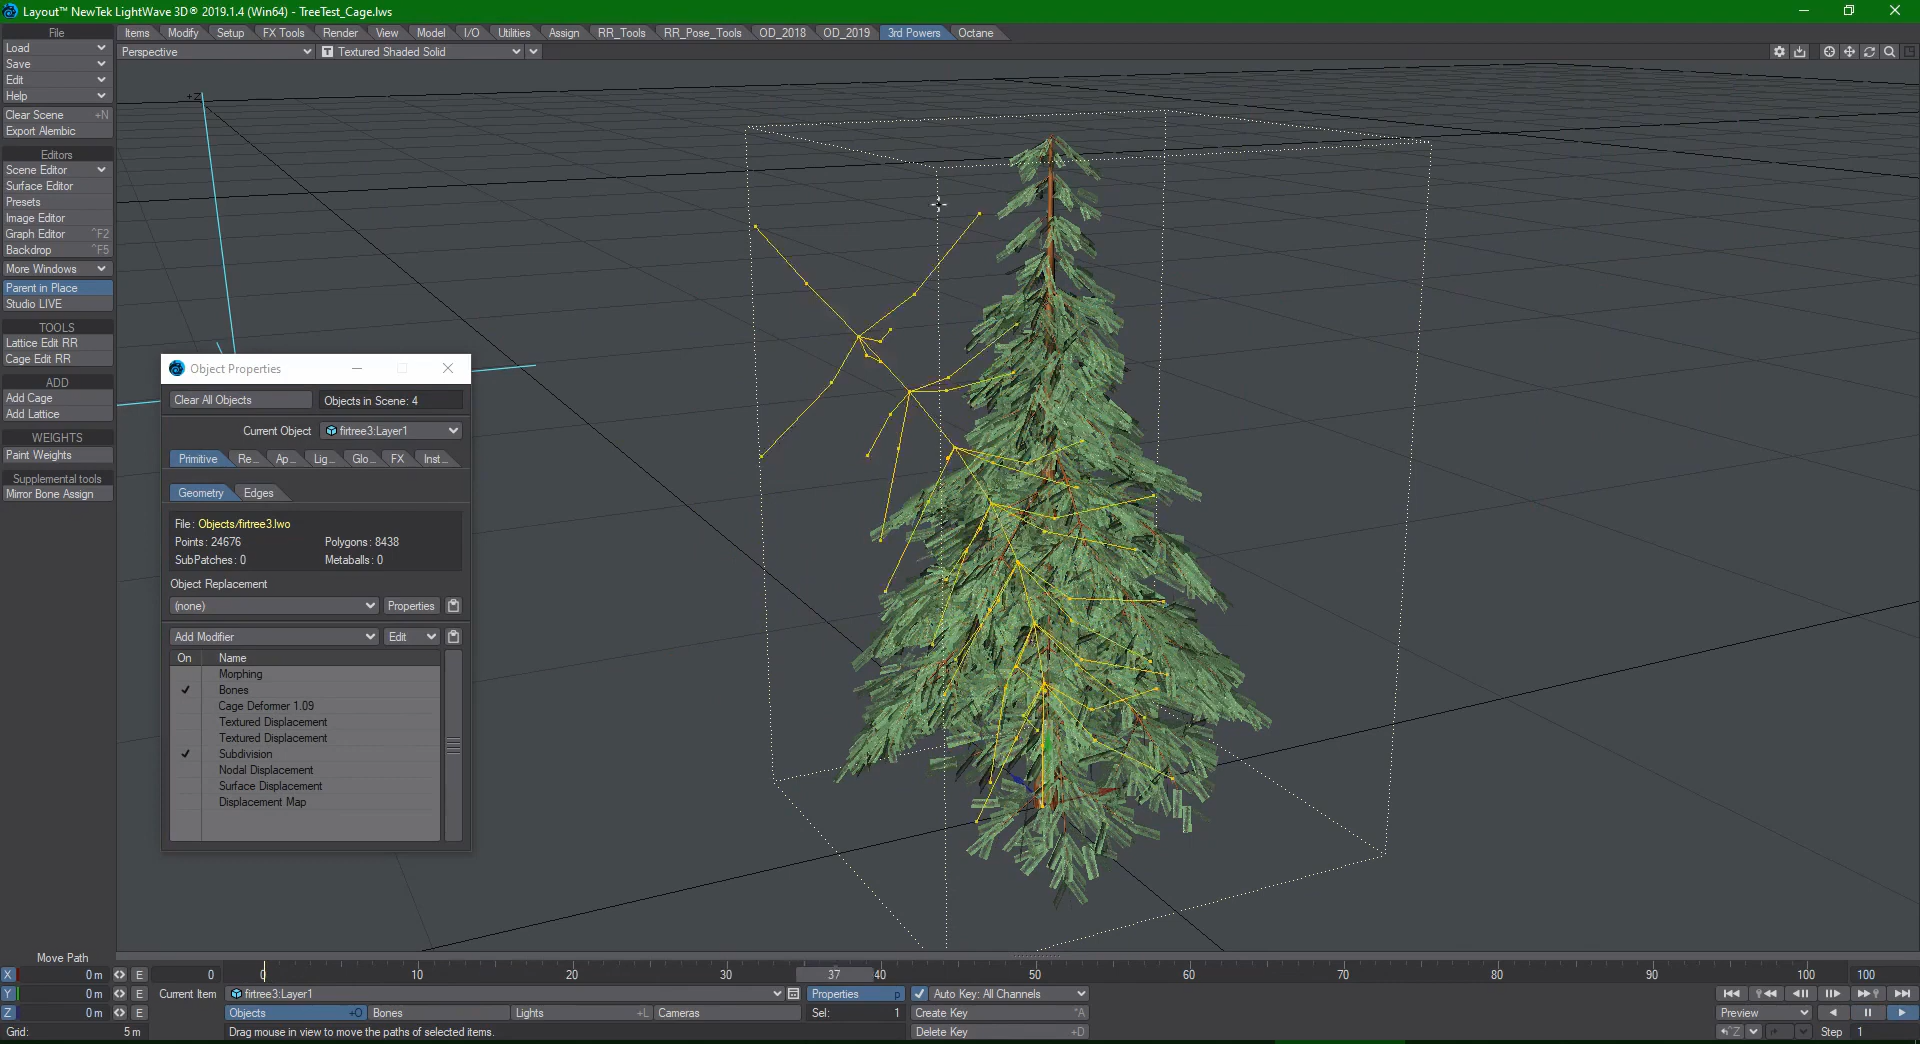 Layout™ NewTek LightWave 3D® 2019.1.4 (Win64) - TreeTest_Cage.lws
File
Items
Modify
Setup
FX Tools
Render
View
Model
I/O
Utilities
Assign
RR_Tools
RR_Pose_Tools
OD_2018
OD_2019
3rd Powers
Octane
Load
Save
Edit
Help
Perspective
T Textured Shaded Solid
Clear Scene +N
Export Alembic
Editors
Scene Editor
Surface Editor
Presets
Image Editor
Graph Editor ^F2
Backdrop ^F5
More Windows
Parent in Place
Studio LIVE
TOOLS
Lattice Edit RR
Cage Edit RR
ADD
Add Cage
Add Lattice
WEIGHTS
Paint Weights
Supplemental tools
Mirror Bone Assign
Object Properties
Clear All Objects
Objects in Scene: 4
Current Object firtree3:Layer1
Primitive Re... Ap... Lig... Glo... FX Inst...
Geometry Edges
File: Objects/firtree3.lwo
Points: 24676 Polygons: 8438
SubPatches: 0 Metaballs: 0
Object Replacement
(none) Properties
Add Modifier Edit
On Name
Morphing
Bones
Cage Deformer 1.09
Textured Displacement
Textured Displacement
Subdivision
Nodal Displacement
Surface Displacement
Displacement Map
Move Path
X 0 m E 0 0 10 20 30 37 40 50 60 70 80 90 100 100
Y 0 m E Current Item firtree3:Layer1 Properties p Auto Key: All Channels
Z 0 m E Objects +O Bones Lights +L Cameras Sel: 1 Create Key ^A Preview
Grid: 5 m Drag mouse in view to move the paths of selected items. Delete Key +D ^Z Step 1